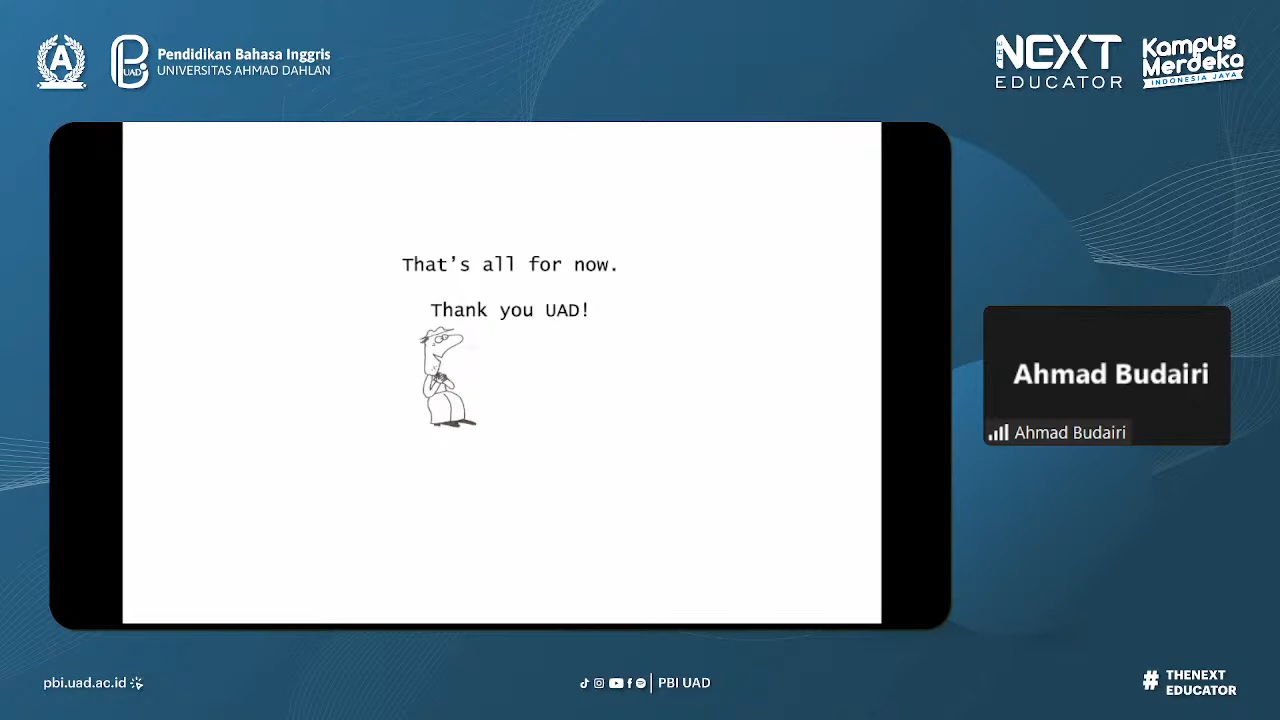 A
UAD
Pendidikan Bahasa Inggris
UNIVERSITAS AHMAD DAHLAN
THE NEXT
EDUCATOR
Kampus
Merdeka
INDONESIA JAYA
That’s all for now.
Thank you UAD!
Ahmad Budairi
Ahmad Budairi
pbi.uad.ac.id
PBI UAD
# THENEXT
EDUCATOR